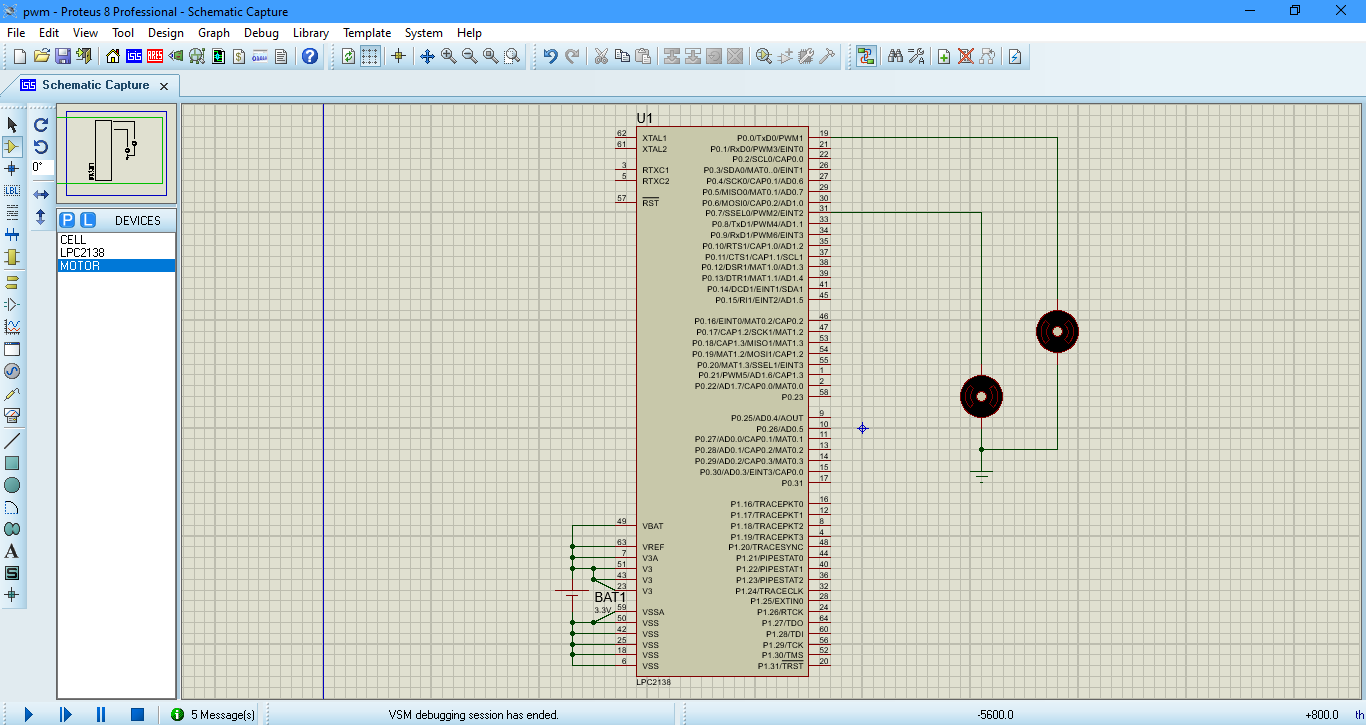 pwm - Proteus 8 Professional - Schematic Capture
File Edit View Tool Design Graph Debug Library Template System Help
Schematic Capture
0°
P L DEVICES
CELL
LPC2138
MOTOR
U1
62 XTAL1
61 XTAL2
3 RTXC1
5 RTXC2
57 RST
49 VBAT
63 VREF
7 V3A
51 V3
43 V3
23 V3
BAT1
3.3V
59 VSSA
50 VSS
42 VSS
25 VSS
18 VSS
6 VSS
P0.0/TxD0/PWM1 19
P0.1/RxD0/PWM3/EINT0 21
P0.2/SCL0/CAP0.0 22
P0.3/SDA0/MAT0..0/EINT1 26
P0.4/SCK0/CAP0.1/AD0.6 27
P0.5/MISO0/MAT0.1/AD0.7 29
P0.6/MOSI0/CAP0.2/AD1.0 30
P0.7/SSEL0/PWM2/EINT2 31
P0.8/TxD1/PWM4/AD1.1 33
P0.9/RxD1/PWM6/EINT3 34
P0.10/RTS1/CAP1.0/AD1.2 35
P0.11/CTS1/CAP1.1/SCL1 37
P0.12/DSR1/MAT1.0/AD1.3 38
P0.13/DTR1/MAT1.1/AD1.4 39
P0.14/DCD1/EINT1/SDA1 41
P0.15/RI1/EINT2/AD1.5 45
P0.16/EINT0/MAT0.2/CAP0.2 46
P0.17/CAP1.2/SCK1/MAT1.2 47
P0.18/CAP1.3/MISO1/MAT1.3 53
P0.19/MAT1.2/MOSI1/CAP1.2 54
P0.20/MAT1.3/SSEL1/EINT3 55
P0.21/PWM5/AD1.6/CAP1.3 1
P0.22/AD1.7/CAP0.0/MAT0.0 2
P0.23 58
P0.25/AD0.4/AOUT 9
P0.26/AD0.5 10
P0.27/AD0.0/CAP0.1/MAT0.1 11
P0.28/AD0.1/CAP0.2/MAT0.2 13
P0.29/AD0.2/CAP0.3/MAT0.3 14
P0.30/AD0.3/EINT3/CAP0.0 15
P0.31 17
P1.16/TRACEPKT0 16
P1.17/TRACEPKT1 12
P1.18/TRACEPKT2 8
P1.19/TRACEPKT3 4
P1.20/TRACESYNC 48
P1.21/PIPESTAT0 44
P1.22/PIPESTAT1 40
P1.23/PIPESTAT2 36
P1.24/TRACECLK 32
P1.25/EXTIN0 28
P1.26/RTCK 24
P1.27/TDO 64
P1.28/TDI 60
P1.29/TCK 56
P1.30/TMS 52
P1.31/TRST 20
LPC2138
5 Message(s) VSM debugging session has ended. -5600.0 +800.0 th